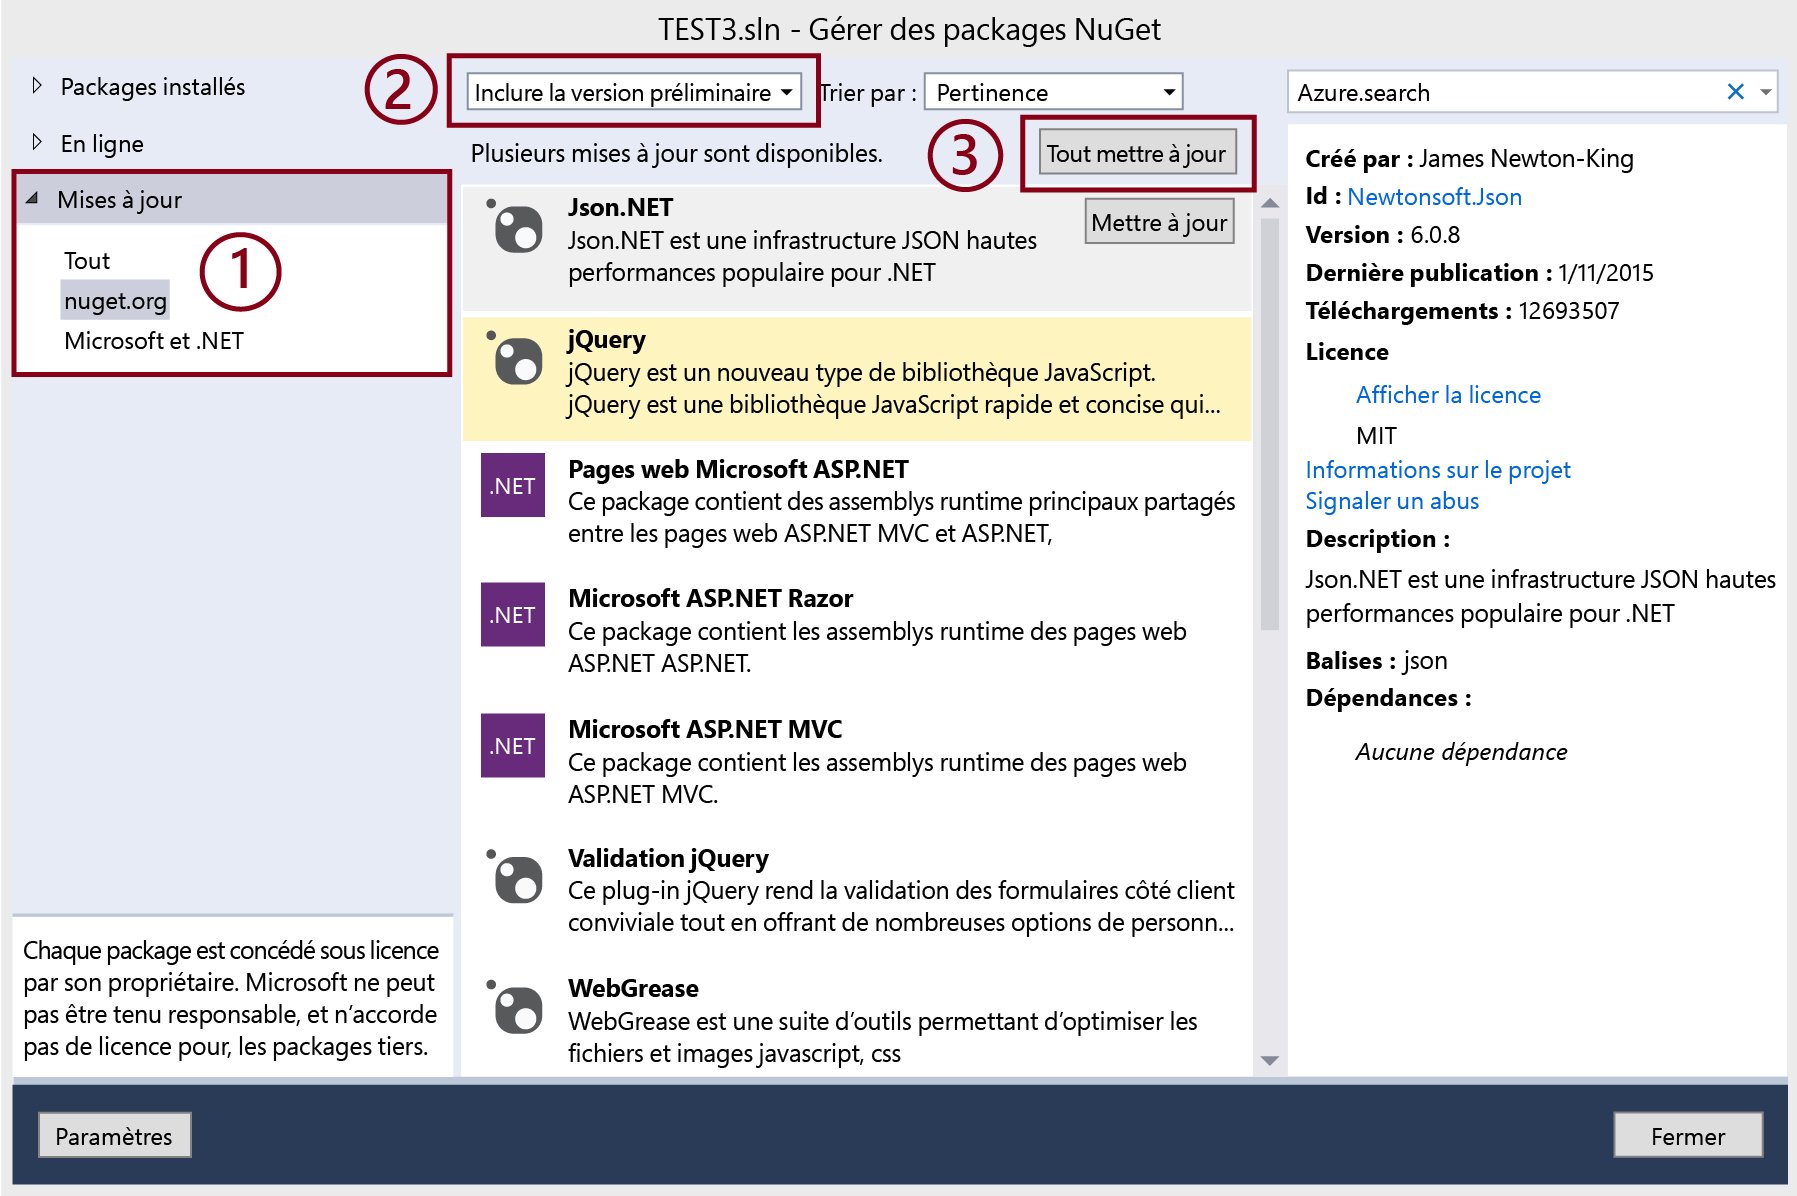 TEST3.sln - Gérer des packages NuGet
Packages installés
En ligne
Mises à jour
Tout
nuget.org
Microsoft et .NET
1
Chaque package est concédé sous licence
par son propriétaire. Microsoft ne peut
pas être tenu responsable, et n’accorde
pas de licence pour, les packages tiers.
2
Inclure la version préliminaire
Trier par :
Pertinence
Plusieurs mises à jour sont disponibles.
3
Tout mettre à jour
Json.NET
Json.NET est une infrastructure JSON hautes
performances populaire pour .NET
Mettre à jour
jQuery
jQuery est un nouveau type de bibliothèque JavaScript.
jQuery est une bibliothèque JavaScript rapide et concise qui...
.NET
Pages web Microsoft ASP.NET
Ce package contient des assemblys runtime principaux partagés
entre les pages web ASP.NET MVC et ASP.NET,
.NET
Microsoft ASP.NET Razor
Ce package contient les assemblys runtime des pages web
ASP.NET ASP.NET.
.NET
Microsoft ASP.NET MVC
Ce package contient les assemblys runtime des pages web
ASP.NET MVC.
Validation jQuery
Ce plug-in jQuery rend la validation des formulaires côté client
conviviale tout en offrant de nombreuses options de personn...
WebGrease
WebGrease est une suite d’outils permettant d’optimiser les
fichiers et images javascript, css
Azure.search
Créé par : James Newton-King
Id : Newtonsoft.Json
Version : 6.0.8
Dernière publication : 1/11/2015
Téléchargements : 12693507
Licence
Afficher la licence
MIT
Informations sur le projet
Signaler un abus
Description :
Json.NET est une infrastructure JSON hautes
performances populaire pour .NET
Balises : json
Dépendances :
Aucune dépendance
Paramètres
Fermer